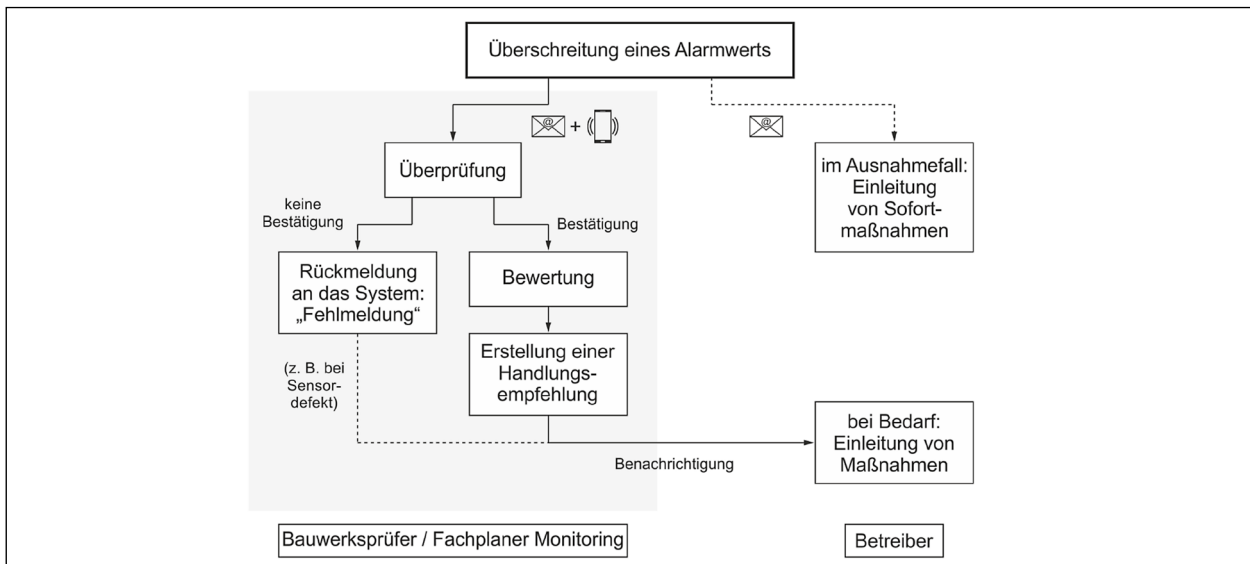 Überschreitung eines Alarmwerts
@
+
@
Überprüfung
im Ausnahmefall:
Einleitung
von Sofort-
maßnahmen
keine
Bestätigung
Bestätigung
Rückmeldung
an das System:
„Fehlmeldung“
Bewertung
(z. B. bei
Sensor-
defekt)
Erstellung einer
Handlungs-
empfehlung
bei Bedarf:
Einleitung von
Maßnahmen
Benachrichtigung
Bauwerksprüfer / Fachplaner Monitoring
Betreiber